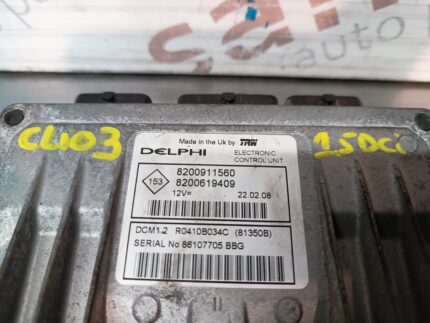 auto
CLIO3
1.5DCi
Made in the Uk by TRW
DELPHI
ELECTRONIC
CONTROL UNIT
153
8200911560
8200619409
12V=
22.02.08
DCM1.2 R0410B034C (81350B)
SERIAL No 86107705 BBG